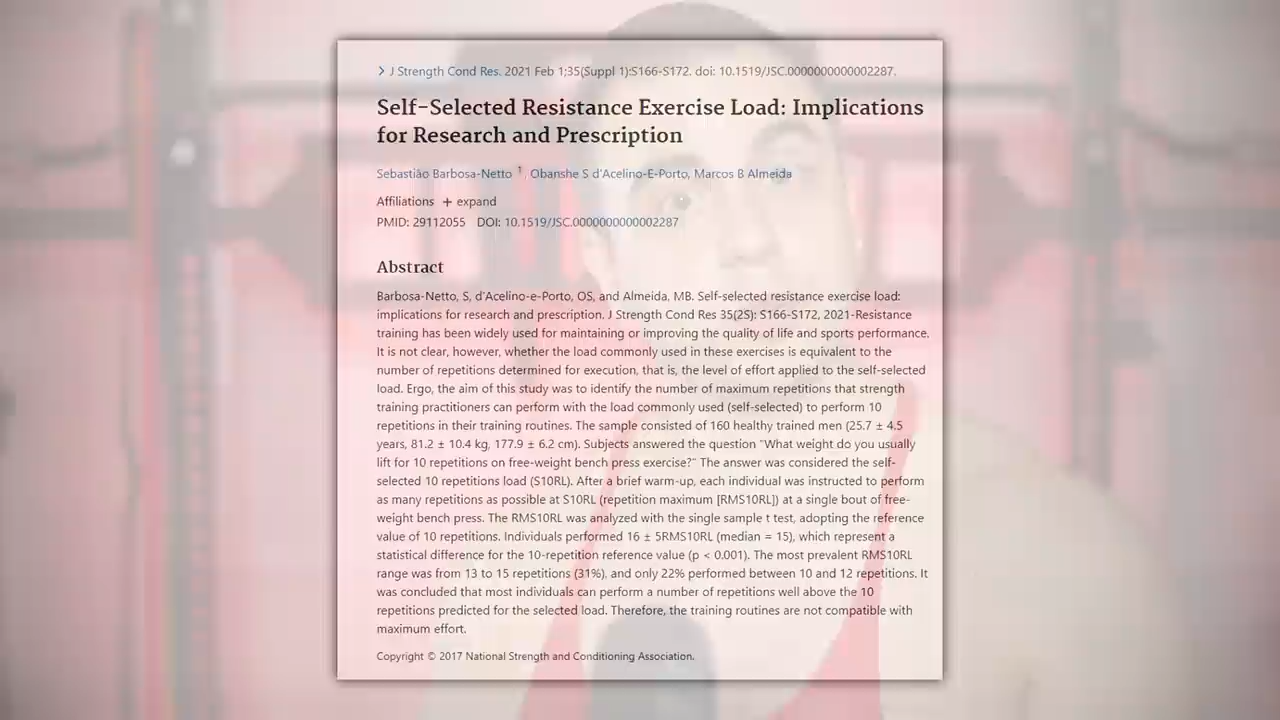 > J Strength Cond Res. 2021 Feb 1;35(Suppl 1):S166-S172. doi: 10.1519/JSC.0000000000002287.
Self-Selected Resistance Exercise Load: Implications
for Research and Prescription
Sebastião Barbosa-Netto 1, Obanshe S d'Acelino-E-Porto, Marcos B Almeida
Affiliations + expand
PMID: 29112055 DOI: 10.1519/JSC.0000000000002287
Abstract
Barbosa-Netto, S, d'Acelino-e-Porto, OS, and Almeida, MB. Self-selected resistance exercise load:
implications for research and prescription. J Strength Cond Res 35(2S): S166-S172, 2021-Resistance
training has been widely used for maintaining or improving the quality of life and sports performance.
It is not clear, however, whether the load commonly used in these exercises is equivalent to the
number of repetitions determined for execution, that is, the level of effort applied to the self-selected
load. Ergo, the aim of this study was to identify the number of maximum repetitions that strength
training practitioners can perform with the load commonly used (self-selected) to perform 10
repetitions in their training routines. The sample consisted of 160 healthy trained men (25.7 ± 4.5
years, 81.2 ± 10.4 kg, 177.9 ± 6.2 cm). Subjects answered the question "What weight do you usually
lift for 10 repetitions on free-weight bench press exercise?" The answer was considered the self-
selected 10 repetitions load (S10RL). After a brief warm-up, each individual was instructed to perform
as many repetitions as possible at S10RL (repetition maximum [RMS10RL]) at a single bout of free-
weight bench press. The RMS10RL was analyzed with the single sample t test, adopting the reference
value of 10 repetitions. Individuals performed 16 ± 5RMS10RL (median = 15), which represent a
statistical difference for the 10-repetition reference value (p < 0.001). The most prevalent RMS10RL
range was from 13 to 15 repetitions (31%), and only 22% performed between 10 and 12 repetitions. It
was concluded that most individuals can perform a number of repetitions well above the 10
repetitions predicted for the selected load. Therefore, the training routines are not compatible with
maximum effort.
Copyright © 2017 National Strength and Conditioning Association.